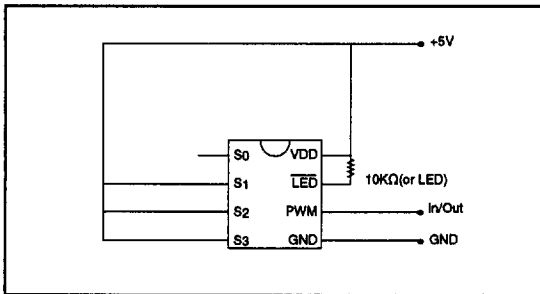 +5V
S0 VDD
S1 LED 10KΩ(or LED)
S2 PWM In/Out
S3 GND GND